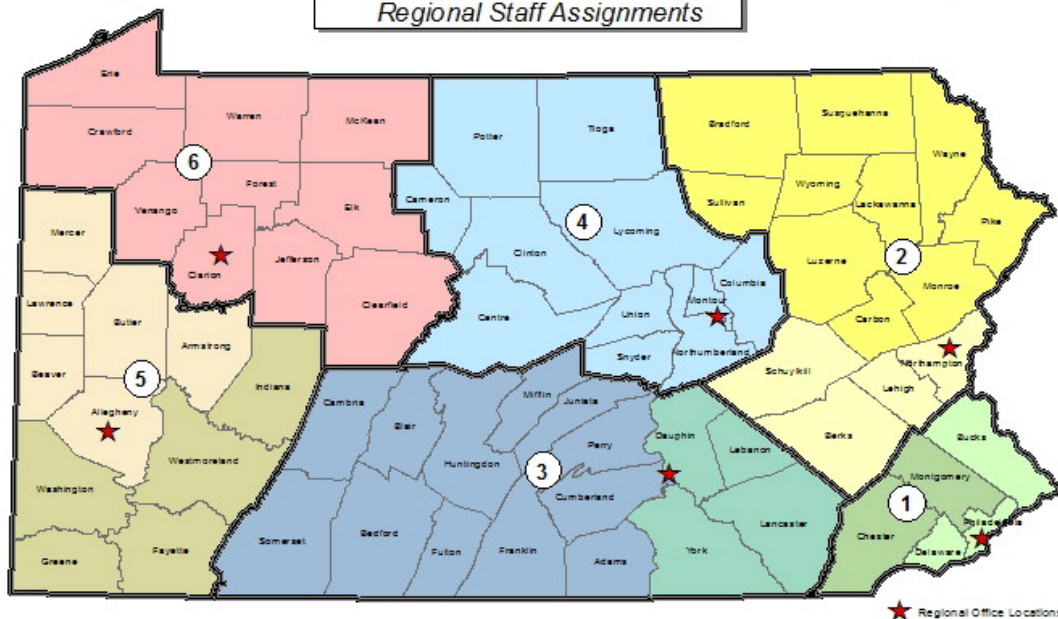 Regional Staff Assignments
Erie
Warren
McKean
Crawford
6
Forest
Venango
Elk
Clarion
Jefferson
Clearfield
Potter
Tioga
Cameron
4
Lycoming
Clinton
Columbia
Montour
Centre
Union
Snyder
Northumberland
Bradford
Susquehanna
Wayne
Wyoming
Lackawanna
Sullivan
Pike
Luzerne
2
Monroe
Carbon
Northampton
Schuylkill
Lehigh
Berks
Mercer
Lawrence
Butler
Armstrong
Beaver
5
Indiana
Allegheny
Westmoreland
Washington
Greene
Fayette
Cambria
Blair
Mifflin
Juniata
Huntingdon
3
Perry
Cumberland
Somerset
Bedford
Fulton
Franklin
Adams
Dauphin
Lebanon
Lancaster
York
Bucks
Montgomery
1
Chester
Philadelphia
Delaware
Regional Office Locations